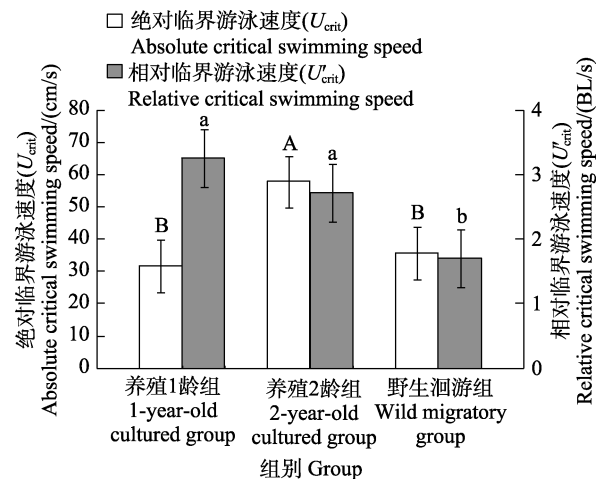 绝对临界游泳速度(Ucrit)
Absolute critical swimming speed
相对临界游泳速度(U′crit)
Relative critical swimming speed
绝对临界游泳速度(Ucrit)
Absolute critical swimming speed/(cm/s)
80
70
60
50
40
30
20
10
0
B
a
A
a
B
b
4
3
2
1
0
相对临界游泳速度(U′crit)
Relative critical swimming speed/(BL/s)
养殖1龄组
1-year-old
cultured group
养殖2龄组
2-year-old
cultured group
野生洄游组
Wild migratory
group
组别 Group